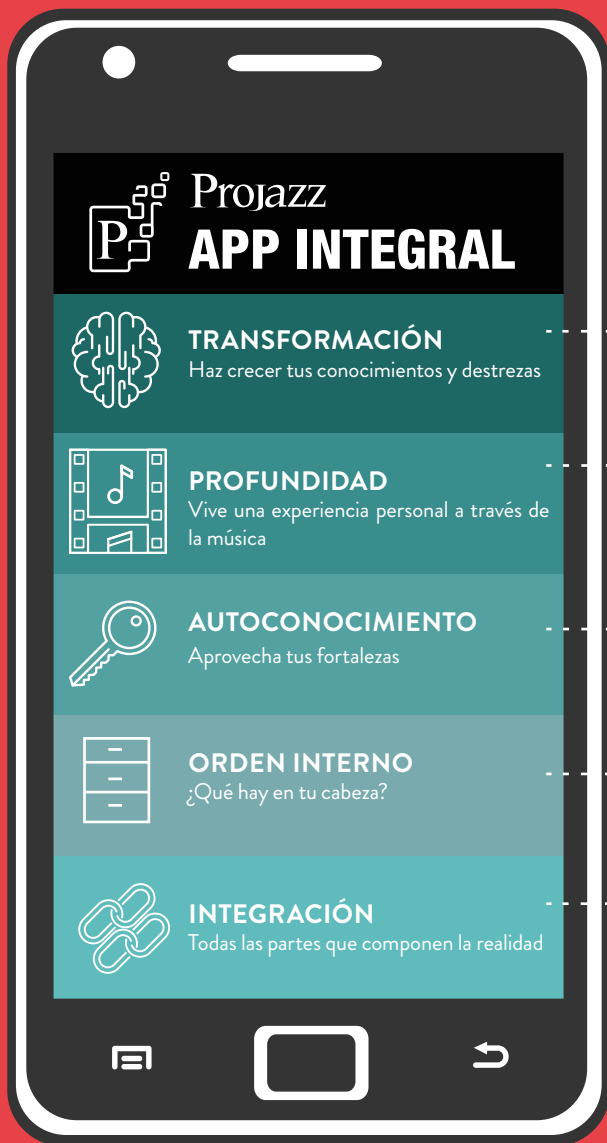 P
Projazz
APP INTEGRAL
TRANSFORMACIÓN
Haz crecer tus conocimientos y destrezas
PROFUNDIDAD
Vive una experiencia personal a través de
la música
AUTOCONOCIMIENTO
Aprovecha tus fortalezas
ORDEN INTERNO
¿Qué hay en tu cabeza?
INTEGRACIÓN
Todas las partes que componen la realidad